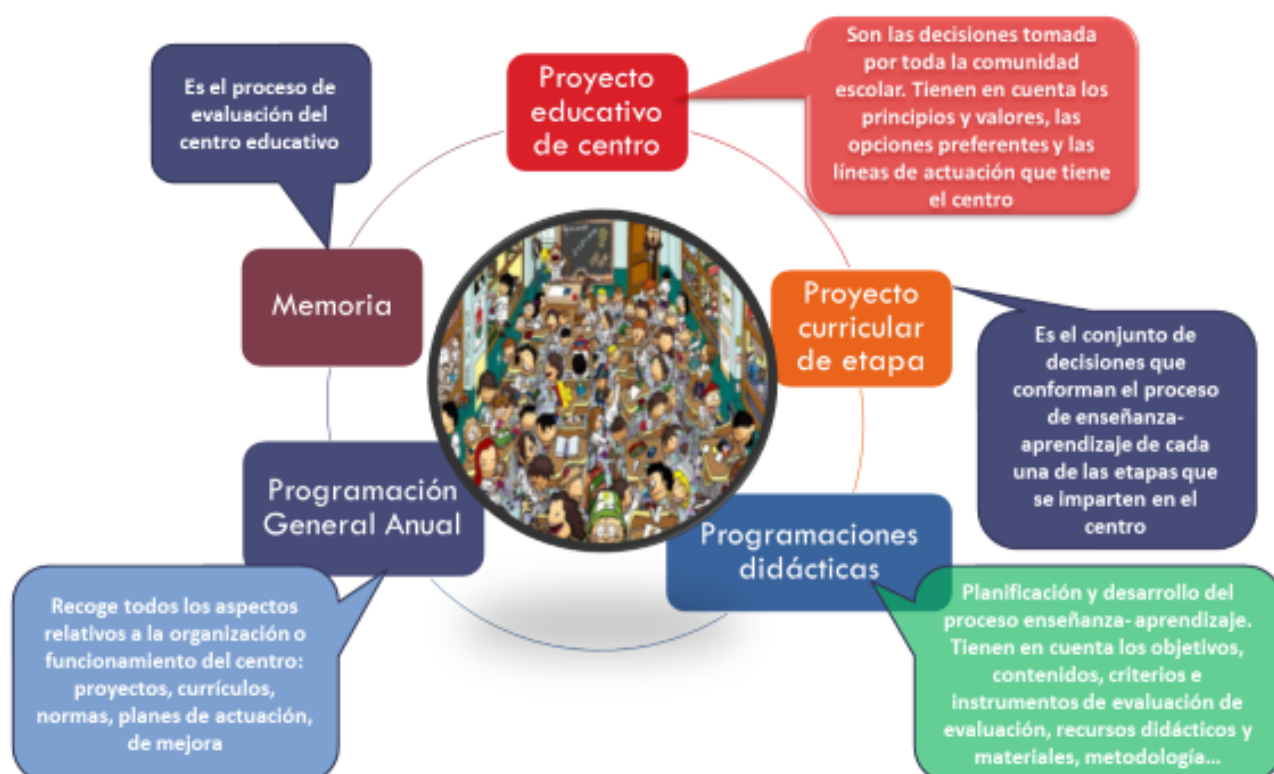 Proyecto
educativo
de centro
Son las decisiones tomada
por toda la comunidad
escolar. Tienen en cuenta los
principios y valores, las
opciones preferentes y las
líneas de actuación que tiene
el centro
Proyecto
curricular
de etapa
Es el conjunto de
decisiones que
conforman el proceso
de enseñanza-
aprendizaje de cada
una de las etapas que
se imparten en el
centro
Programaciones
didácticas
Planificación y desarrollo del
proceso enseñanza- aprendizaje.
Tienen en cuenta los objetivos,
contenidos, criterios e
instrumentos de evaluación de
evaluación, recursos didácticos y
materiales, metodología...
Programación
General Anual
Recoge todos los aspectos
relativos a la organización o
funcionamiento del centro:
proyectos, currículos,
normas, planes de actuación,
de mejora
Memoria
Es el proceso de
evaluación del
centro educativo